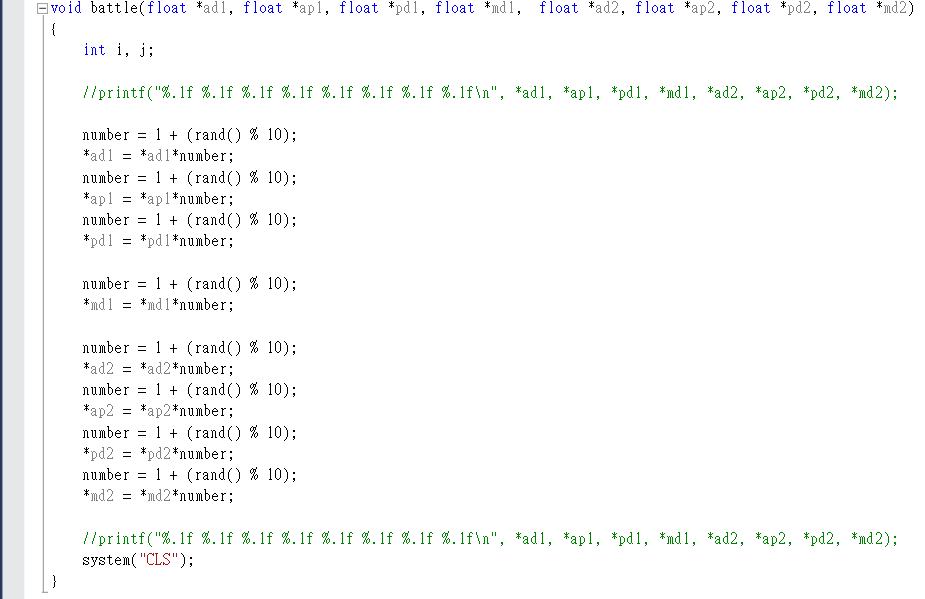 void battle(float *ad1, float *ap1, float *pd1, float *md1,  float *ad2, float *ap2, float *pd2, float *md2)
{
    int i, j;

    //printf("%.1f %.1f %.1f %.1f %.1f %.1f %.1f %.1f\n", *ad1, *ap1, *pd1, *md1, *ad2, *ap2, *pd2, *md2);

    number = 1 + (rand() % 10);
    *ad1 = *ad1*number;
    number = 1 + (rand() % 10);
    *ap1 = *ap1*number;
    number = 1 + (rand() % 10);
    *pd1 = *pd1*number;

    number = 1 + (rand() % 10);
    *md1 = *md1*number;

    number = 1 + (rand() % 10);
    *ad2 = *ad2*number;
    number = 1 + (rand() % 10);
    *ap2 = *ap2*number;
    number = 1 + (rand() % 10);
    *pd2 = *pd2*number;
    number = 1 + (rand() % 10);
    *md2 = *md2*number;

    //printf("%.1f %.1f %.1f %.1f %.1f %.1f %.1f %.1f\n", *ad1, *ap1, *pd1, *md1, *ad2, *ap2, *pd2, *md2);
    system("CLS");
}